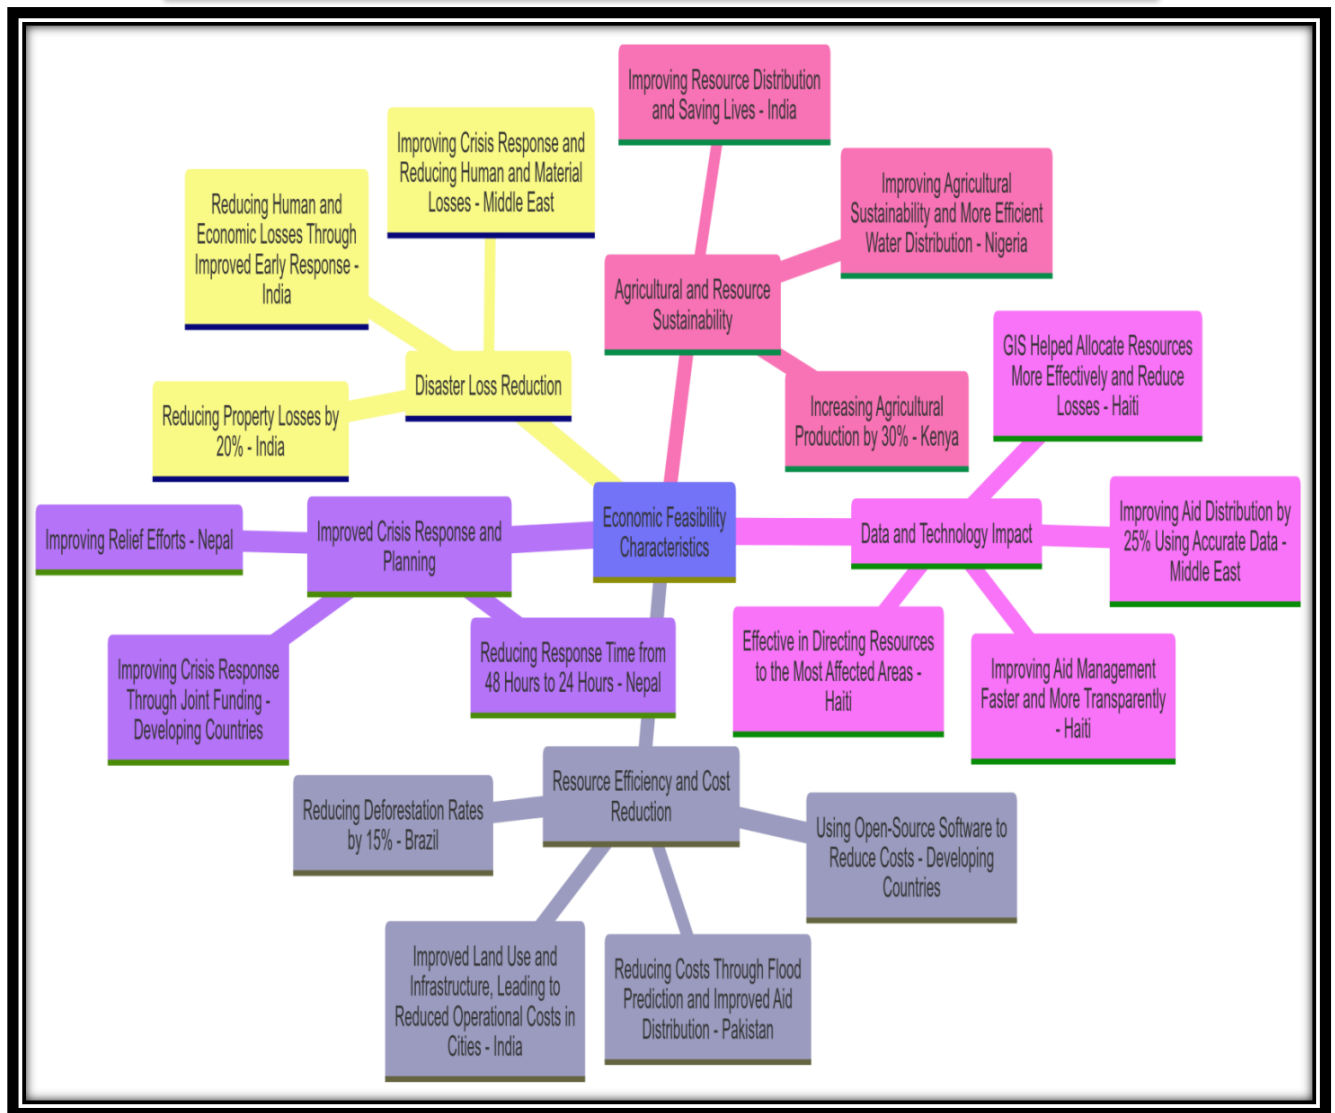 Improving Resource Distribution
and Saving Lives - India
Improving Crisis Response and
Reducing Human and Material
Losses - Middle East
Improving Agricultural
Sustainability and More Efficient
Water Distribution - Nigeria
Reducing Human and
Economic Losses Through
Improved Early Response -
India
Agricultural and Resource
Sustainability
GIS Helped Allocate Resources
More Effectively and Reduce
Losses - Haiti
Disaster Loss Reduction
Reducing Property Losses by
20% - India
Increasing Agricultural
Production by 30% - Kenya
Economic Feasibility
Characteristics
Improving Relief Efforts - Nepal
Improved Crisis Response and
Planning
Data and Technology Impact
Improving Aid Distribution by
25% Using Accurate Data -
Middle East
Improving Crisis Response
Through Joint Funding -
Developing Countries
Reducing Response Time from
48 Hours to 24 Hours - Nepal
Effective in Directing Resources
to the Most Affected Areas -
Haiti
Improving Aid Management
Faster and More Transparently
- Haiti
Resource Efficiency and Cost
Reduction
Reducing Deforestation Rates
by 15% - Brazil
Using Open-Source Software to
Reduce Costs - Developing
Countries
Improved Land Use and
Infrastructure, Leading to
Reduced Operational Costs in
Cities - India
Reducing Costs Through Flood
Prediction and Improved Aid
Distribution - Pakistan